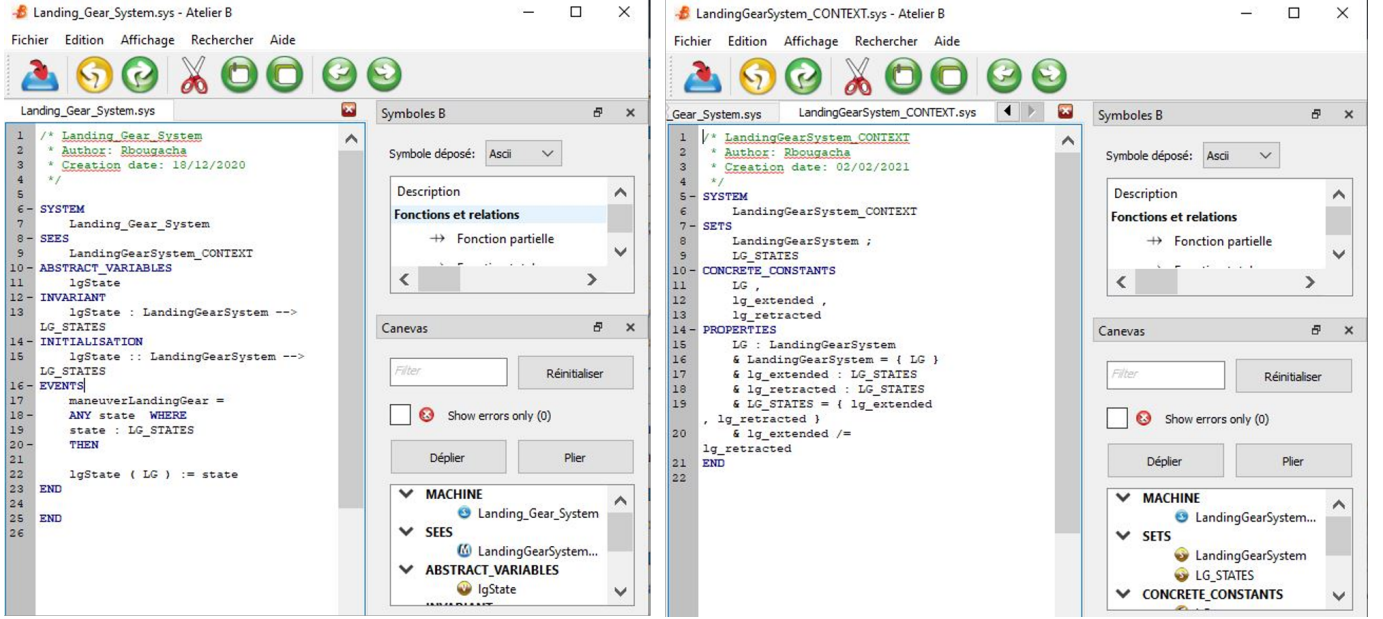 Landing_Gear_System.sys - Atelier B
Fichier Edition Affichage Rechercher Aide
Landing_Gear_System.sys
1 /* Landing_Gear_System
2 * Author: Rbougacha
3 * Creation date: 18/12/2020
4 */
5
6 SYSTEM
7 Landing_Gear_System
8 SEES
9 LandingGearSystem_CONTEXT
10 ABSTRACT_VARIABLES
11 lgState
12 INVARIANT
13 lgState : LandingGearSystem -->
LG_STATES
14 INITIALISATION
15 lgState :: LandingGearSystem -->
LG_STATES
16 EVENTS
17 maneuverLandingGear =
18 ANY state WHERE
19 state : LG_STATES
20 THEN
21
22 lgState ( LG ) := state
23 END
24
25 END
26
Symboles B
Symbole déposé: Ascii
Description
Fonctions et relations
⇸ Fonction partielle
Canevas
Filter
Réinitialiser
Show errors only (0)
Déplier Plier
MACHINE
Landing_Gear_System
SEES
LandingGearSystem...
ABSTRACT_VARIABLES
lgState
LandingGearSystem_CONTEXT.sys - Atelier B
Fichier Edition Affichage Rechercher Aide
_Gear_System.sys LandingGearSystem_CONTEXT.sys
1 /* LandingGearSystem_CONTEXT
2 * Author: Rbougacha
3 * Creation date: 02/02/2021
4 */
5 SYSTEM
6 LandingGearSystem_CONTEXT
7 SETS
8 LandingGearSystem ;
9 LG_STATES
10 CONCRETE_CONSTANTS
11 LG ,
12 lg_extended ,
13 lg_retracted
14 PROPERTIES
15 LG : LandingGearSystem
16 & LandingGearSystem = { LG }
17 & lg_extended : LG_STATES
18 & lg_retracted : LG_STATES
19 & LG_STATES = { lg_extended
, lg_retracted }
20 & lg_extended /=
lg_retracted
21 END
22
Symboles B
Symbole déposé: Ascii
Description
Fonctions et relations
⇸ Fonction partielle
Canevas
Filter
Réinitialiser
Show errors only (0)
Déplier Plier
MACHINE
LandingGearSystem...
SETS
LandingGearSystem
LG_STATES
CONCRETE_CONSTANTS